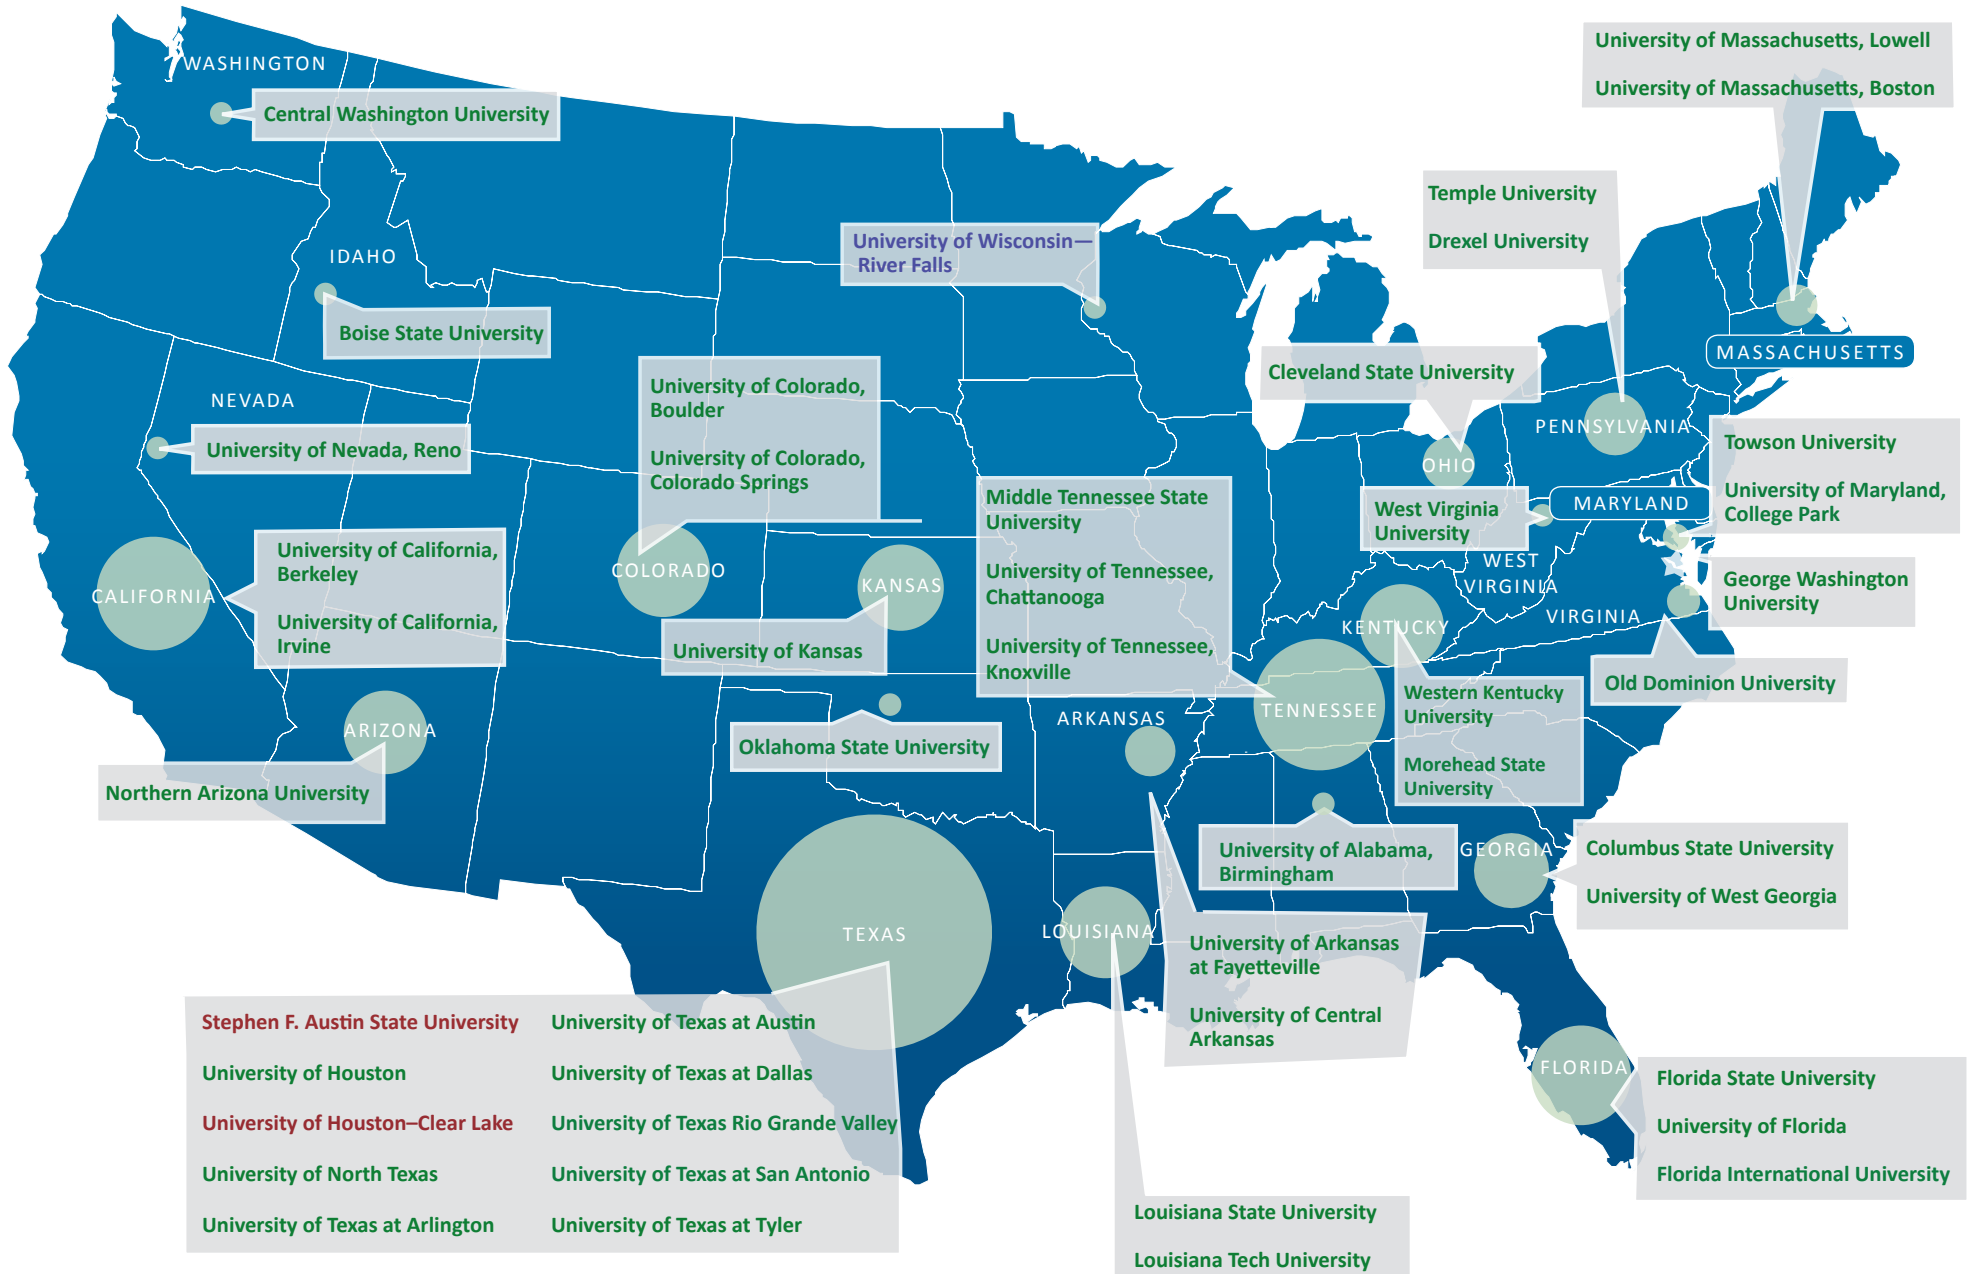 University of Massachusetts, Lowell
University of Massachusetts, Boston
WASHINGTON
Central Washington University
Temple University
Drexel University
IDAHO
University of Wisconsin—
River Falls
Boise State University
MASSACHUSETTS
Cleveland State University
University of Colorado,
Boulder
University of Colorado,
Colorado Springs
NEVADA
University of Nevada, Reno
PENNSYLVANIA
OHIO
Towson University
University of Maryland,
College Park
MARYLAND
West Virginia
University
Middle Tennessee State
University
University of Tennessee,
Chattanooga
University of Tennessee,
Knoxville
University of California,
Berkeley
University of California,
Irvine
CALIFORNIA
COLORADO
KANSAS
WEST
VIRGINIA
George Washington
University
VIRGINIA
KENTUCKY
University of Kansas
Old Dominion University
Western Kentucky
University
Morehead State
University
TENNESSEE
ARKANSAS
ARIZONA
Oklahoma State University
Northern Arizona University
University of Alabama,
Birmingham
GEORGIA
Columbus State University
University of West Georgia
TEXAS
LOUISIANA
University of Arkansas
at Fayetteville
University of Central
Arkansas
Stephen F. Austin State University
University of Houston
University of Houston–Clear Lake
University of North Texas
University of Texas at Arlington
University of Texas at Austin
University of Texas at Dallas
University of Texas Rio Grande Valley
University of Texas at San Antonio
University of Texas at Tyler
FLORIDA
Florida State University
University of Florida
Florida International University
Louisiana State University
Louisiana Tech University